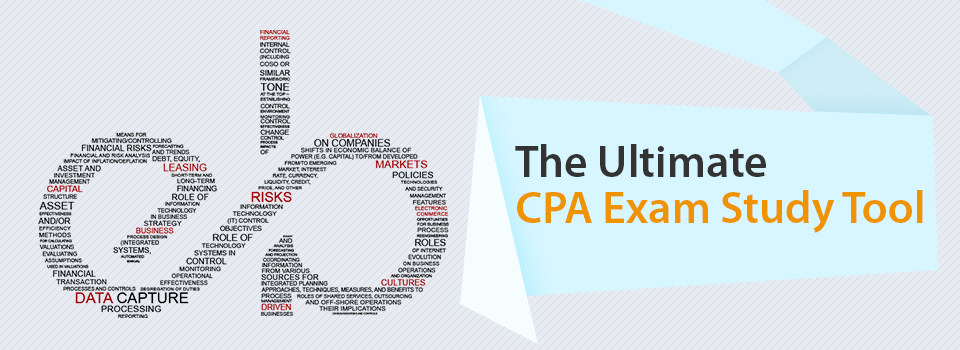 FINANCIAL
REPORTING
INTERNAL
CONTROL
(INCLUDING
COSO OR
SIMILAR
FRAMEWORK)
TONE
AT THE TOP –
ESTABLISHING
CONTROL
ENVIRONMENT
MONITORING
CONTROL
EFFECTIVENESS
CHANGE
CONTROL
PROCESS
IMPACTS
OF
MEANS FOR
MITIGATING/CONTROLLING
FINANCIAL RISKS
FORECASTING
AND TRENDS
FINANCIAL AND RISK ANALYSIS
DEBT, EQUITY,
IMPACT OF INFLATION/DEFLATION
LEASING
ASSET AND
INVESTMENT
MANAGEMENT
CAPITAL
STRUCTURE
ASSET
EFFECTIVENESS
AND/OR
EFFICIENCY
METHODS
FOR CALCULATING
VALUATIONS
EVALUATING
ASSUMPTIONS
USED IN VALUATIONS
FINANCIAL
TRANSACTION
PROCESSES AND CONTROLS
SEGREGATION OF DUTIES
DATA CAPTURE
PROCESSING
REPORTING
SHORT-TERM AND
LONG-TERM
FINANCING
ROLE OF
INFORMATION
TECHNOLOGY
IN BUSINESS
STRATEGY
BUSINESS
PROCESS DESIGN
(INTEGRATED
SYSTEMS,
AUTOMATED
MANUAL
GLOBALIZATION
ON COMPANIES
SHIFTS IN ECONOMIC BALANCE OF
POWER (E.G. CAPITAL) TO/FROM DEVELOPED
FROM/TO EMERGING
MARKETS
MARKET, INTEREST
RATE, CURRENCY,
LIQUIDITY, CREDIT,
PRICE, AND OTHER
RISKS
INFORMATION
TECHNOLOGY
(IT) CONTROL
OBJECTIVES
ROLE OF
TECHNOLOGY
SYSTEMS IN
CONTROL
MONITORING
OPERATIONAL
EFFECTIVENESS
AND
ANALYSIS
FORECASTING
AND PROJECTION
COORDINATING
INFORMATION
FROM VARIOUS
SOURCES FOR
INTEGRATED PLANNING
APPROACHES, TECHNIQUES, MEASURES, AND BENEFITS TO
PROCESS
MANAGEMENT
DRIVEN
BUSINESSES
ROLES OF SHARED SERVICES, OUTSOURCING
AND OFF-SHORE OPERATIONS
THEIR IMPLICATIONS
POLICIES
TECHNOLOGIES
AND SECURITY
MANAGEMENT
FEATURES
ELECTRONIC
COMMERCE
OPPORTUNITIES
FOR BUSINESS
PROCESS
REENGINEERING
ROLES
OF INTERNET
EVOLUTION
ON BUSINESS
OPERATIONS
AND ORGANIZATION
CULTURES
The Ultimate
CPA Exam Study Tool